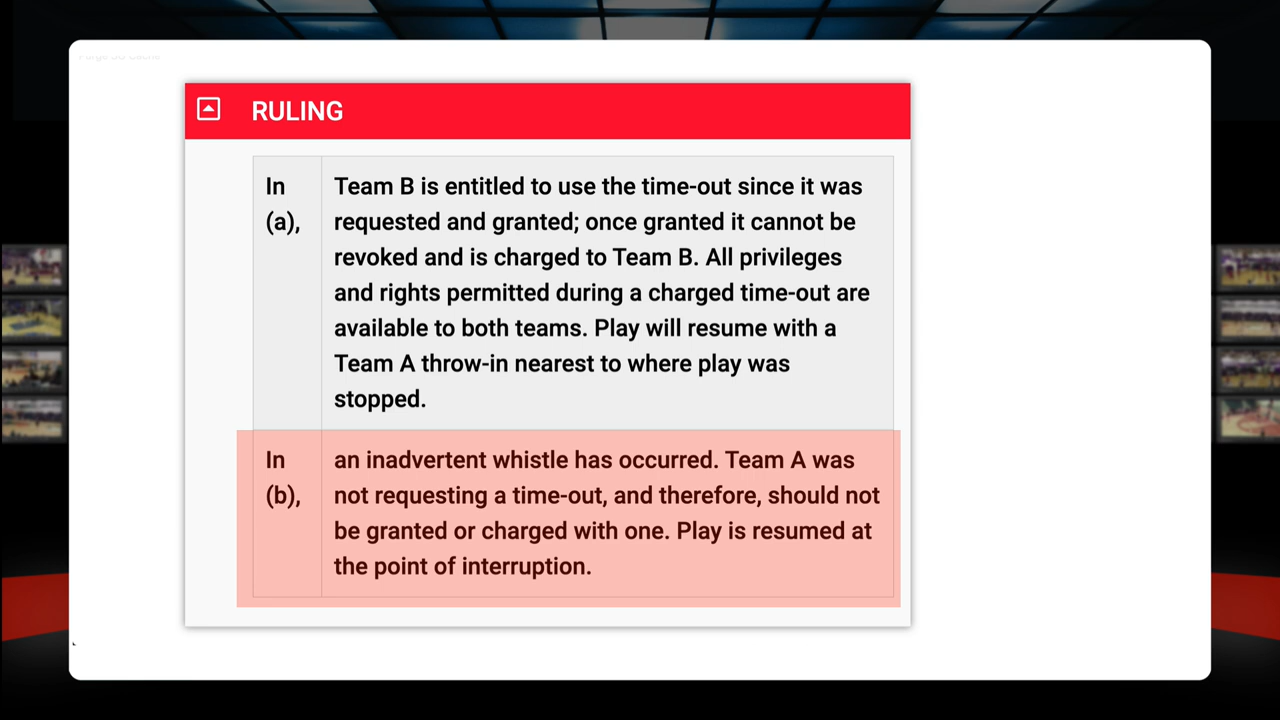 RULING
In
(a),
Team B is entitled to use the time-out since it was
requested and granted; once granted it cannot be
revoked and is charged to Team B. All privileges
and rights permitted during a charged time-out are
available to both teams. Play will resume with a
Team A throw-in nearest to where play was
stopped.
In
(b),
an inadvertent whistle has occurred. Team A was
not requesting a time-out, and therefore, should not
be granted or charged with one. Play is resumed at
the point of interruption.